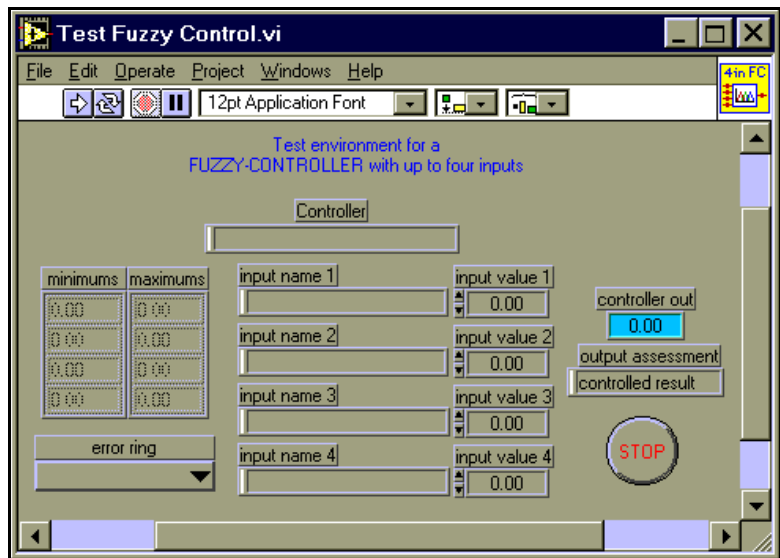 Test Fuzzy Control.vi
File Edit Operate Project Windows Help
4in FC
12pt Application Font
Test environment for a
FUZZY-CONTROLLER with up to four inputs
Controller
minimums maximums
0.00 0.00
0.00 0.00
0.00 0.00
0.00 0.00
error ring
input name 1 input value 1
0.00
input name 2 input value 2
0.00
input name 3 input value 3
0.00
input name 4 input value 4
0.00
controller out
0.00
output assessment
controlled result
STOP